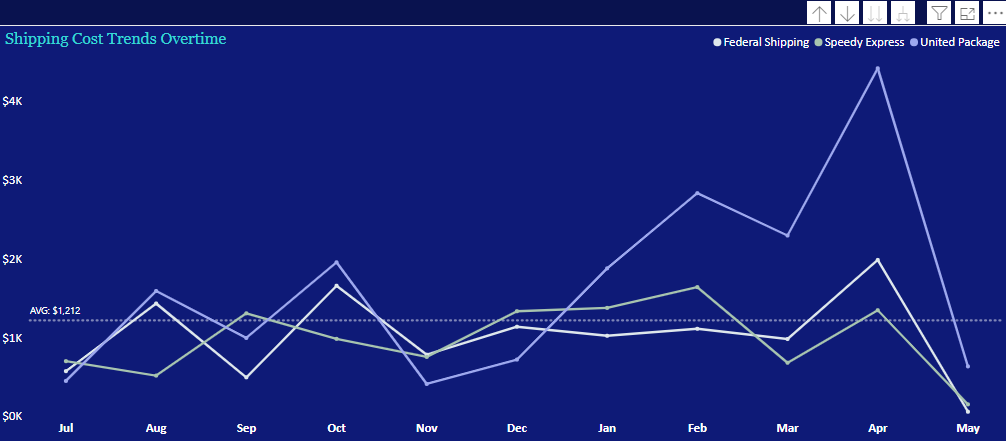 Shipping Cost Trends Overtime
Federal Shipping Speedy Express United Package
$4K
$3K
$2K
AVG: $1,212
$1K
$0K
Jul Aug Sep Oct Nov Dec Jan Feb Mar Apr May